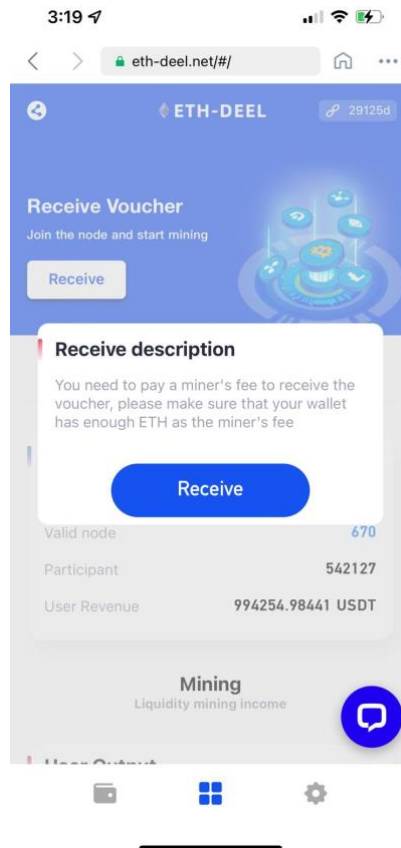 3:19
eth-deel.net/#/
ETH-DEEL
29125d
Receive Voucher
Join the node and start mining
Receive
Receive description
You need to pay a miner's fee to receive the
voucher, please make sure that your wallet
has enough ETH as the miner's fee
Receive
Valid node 670
Participant 542127
User Revenue 994254.98441 USDT
Mining
Liquidity mining income
User Output